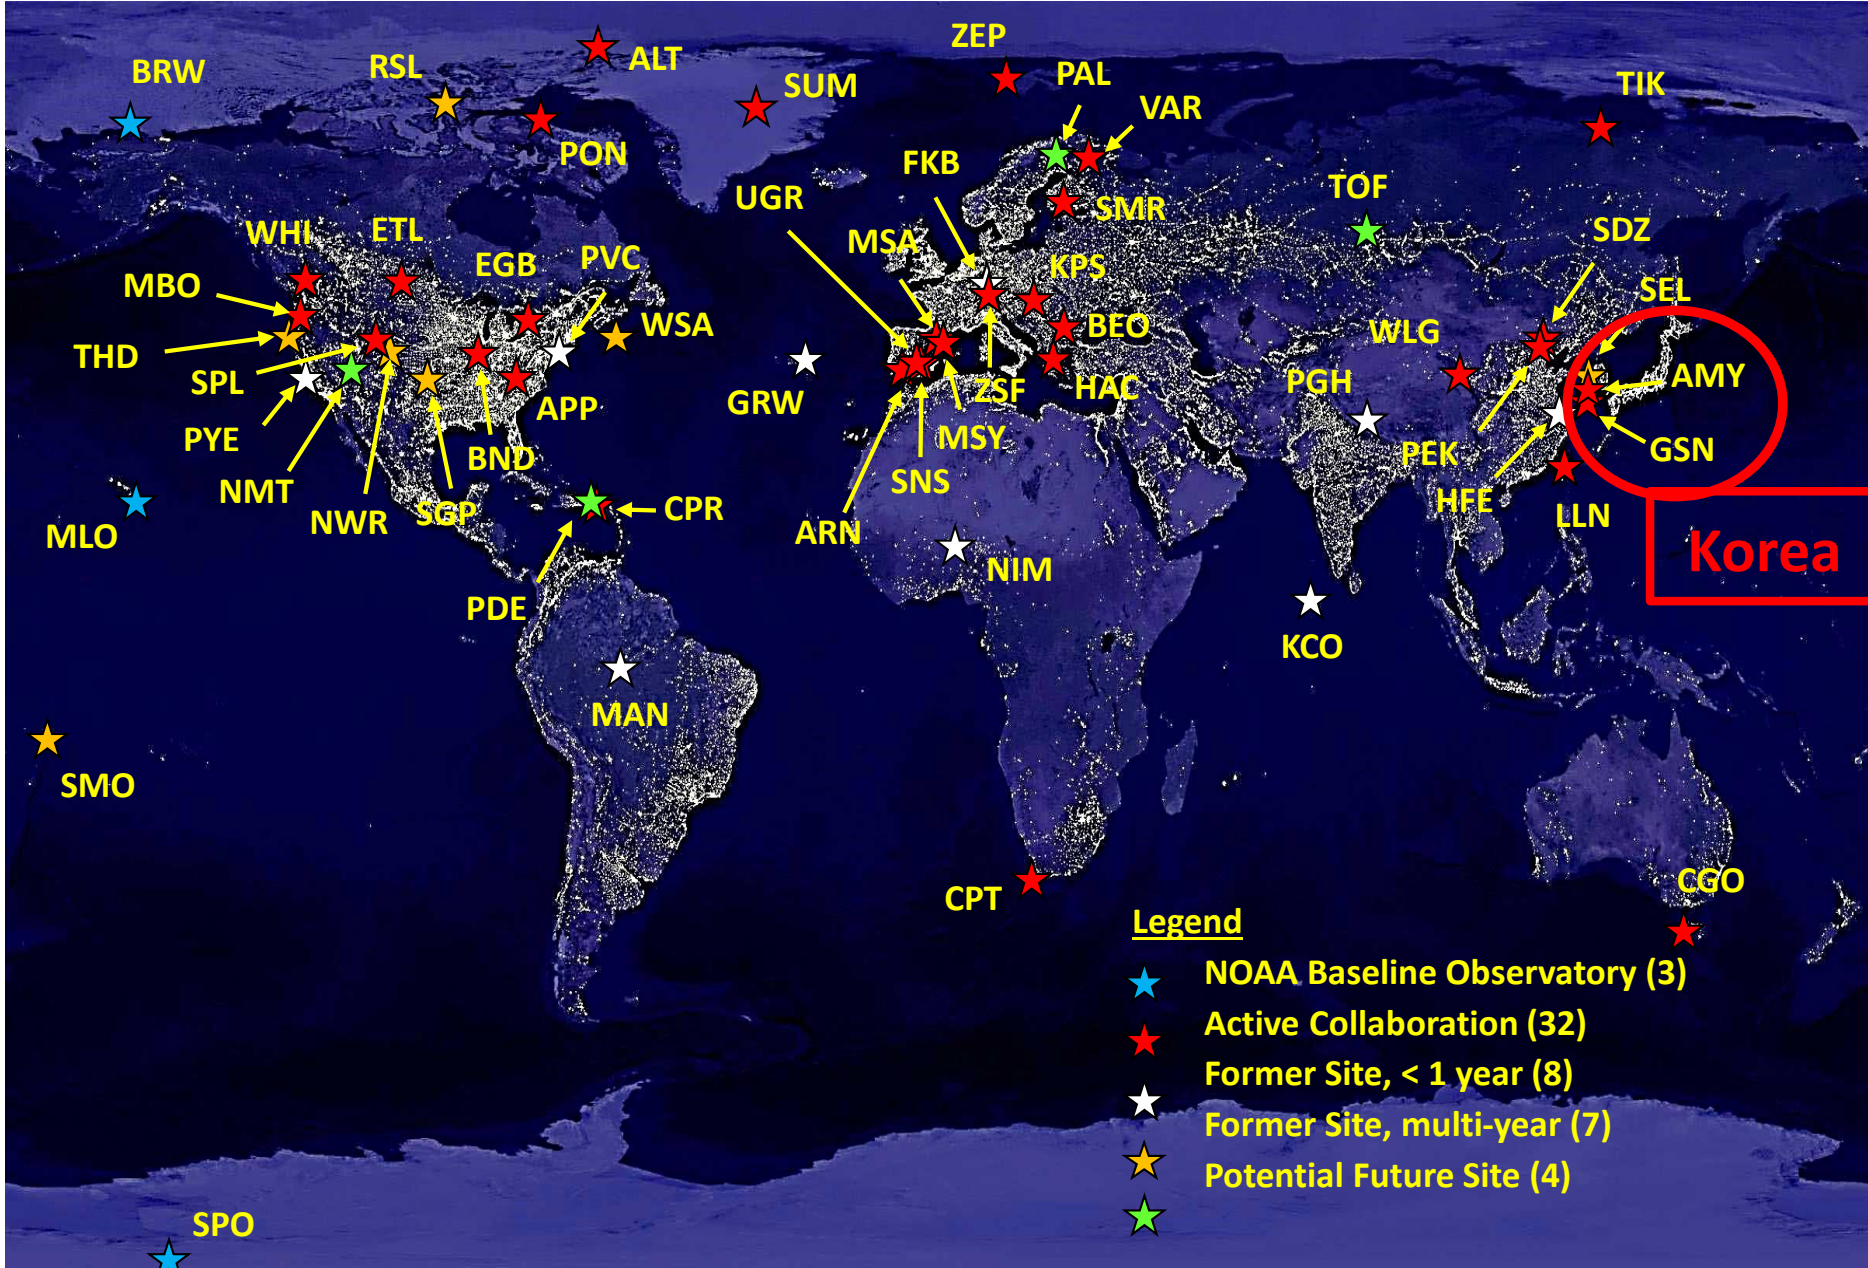 ZEP
BRW
RSL
ALT
SUM
PAL
TIK
VAR
PON
FKB
UGR
TOF
SMR
SDZ
WHI
ETL
MSA
EGB
PVC
KPS
MBO
SEL
WSA
BEO
WLG
THD
SPL
GRW
ZSF
HAC
PGH
AMY
APP
PYE
MSY
BND
PEK
GSN
NMT
SNS
HFE
NWR
SGP
CPR
ARN
LLN
MLO
Korea
NIM
PDE
KCO
MAN
SMO
CPT
CGO
Legend
NOAA Baseline Observatory (3)
Active Collaboration (32)
Former Site, < 1 year (8)
Former Site, multi-year (7)
Potential Future Site (4)
SPO